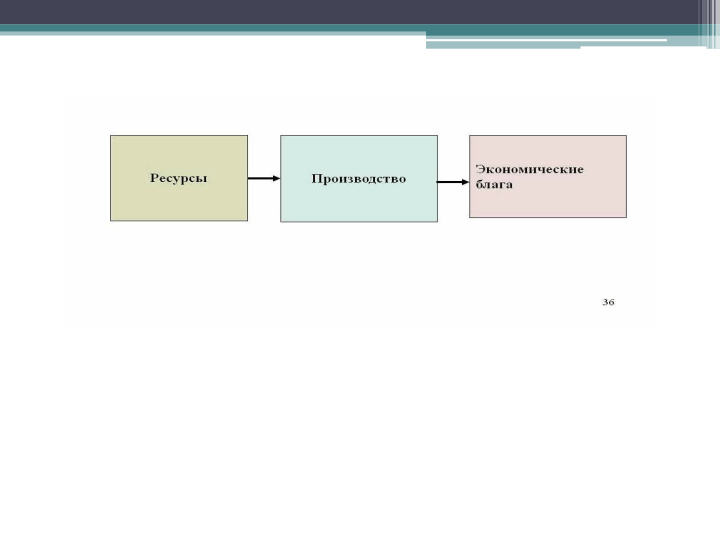 Ресурсы
Производство
Экономические
блага
36